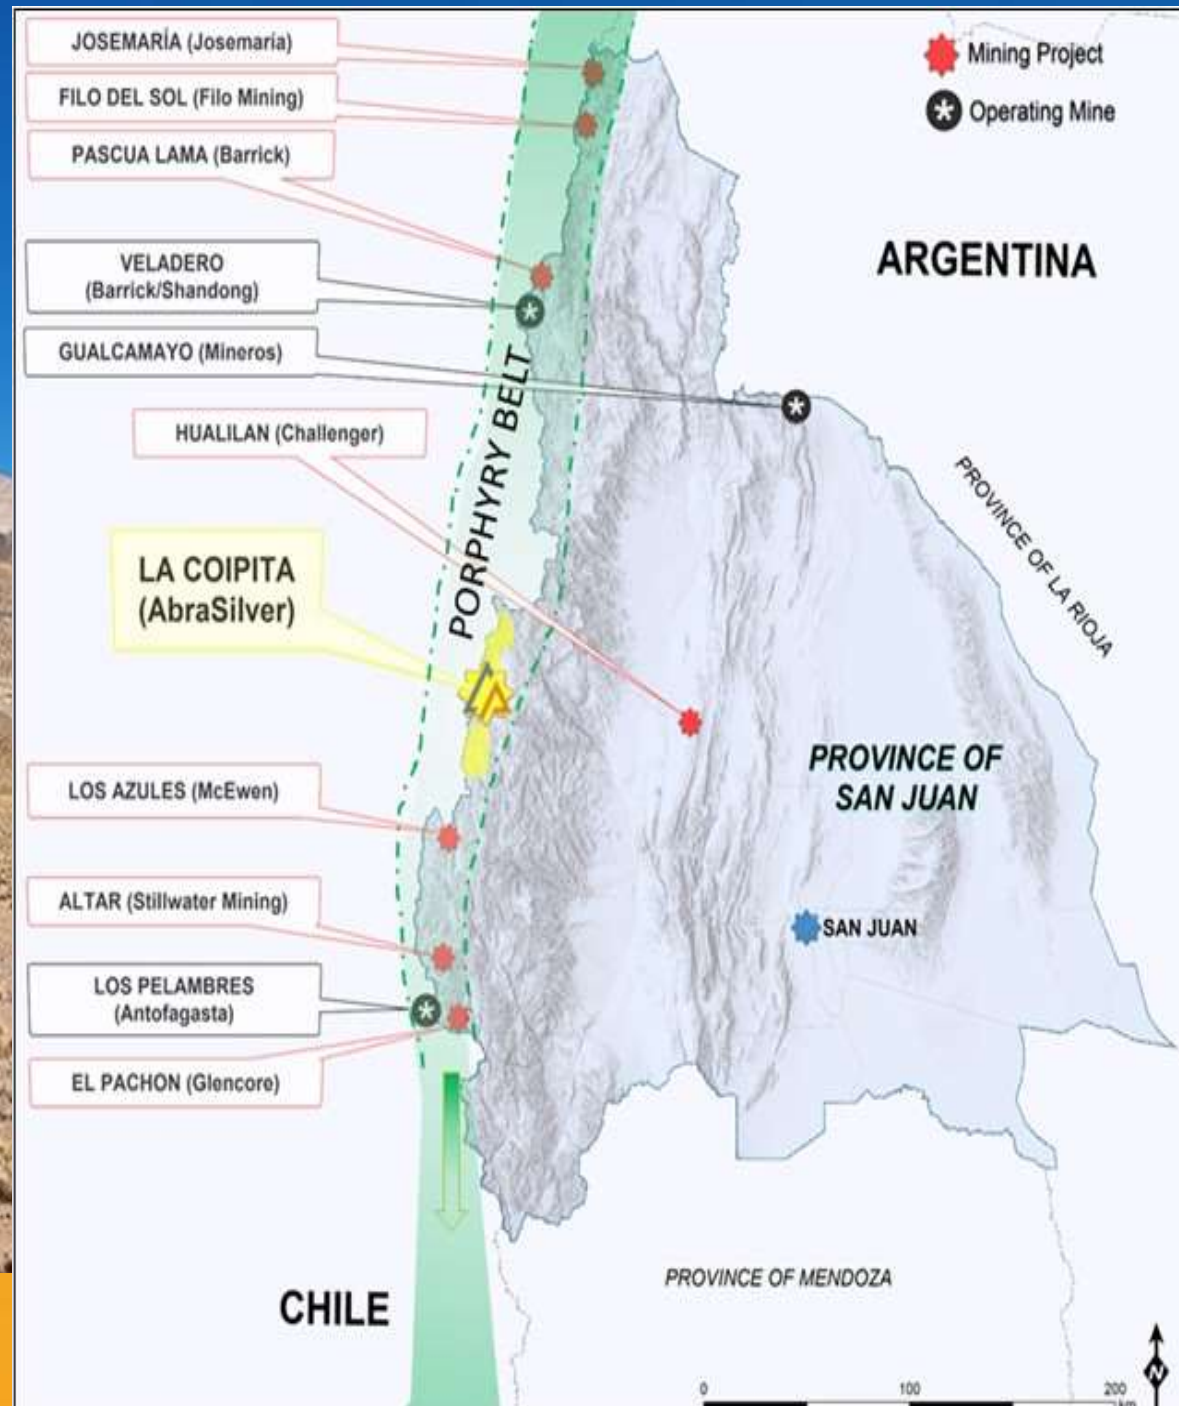 JOSEMARÍA (Josemaría)
FILO DEL SOL (Filo Mining)
PASCUA LAMA (Barrick)
VELADERO
(Barrick/Shandong)
GUALCAMAYO (Mineros)
HUALILAN (Challenger)
LA COIPITA
(AbraSilver)
LOS AZULES (McEwen)
ALTAR (Stillwater Mining)
LOS PELAMBRES
(Antofagasta)
EL PACHON (Glencore)
PORPHYRY BELT
Mining Project
Operating Mine
ARGENTINA
PROVINCE OF LA RIOJA
PROVINCE OF
SAN JUAN
SAN JUAN
PROVINCE OF MENDOZA
CHILE
0 100 200
km
N